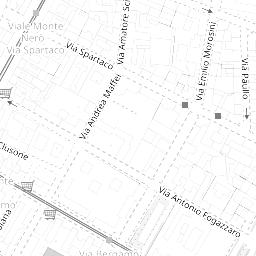 Viale Monte
Nero
Via Spartaco
Via Spartaco
Via Amatore Sc
Via Emilio Morosini
Via Paullo
Via Andrea Maffei
Clusone
Via Antonio Fogazzaro
Via Bergamo